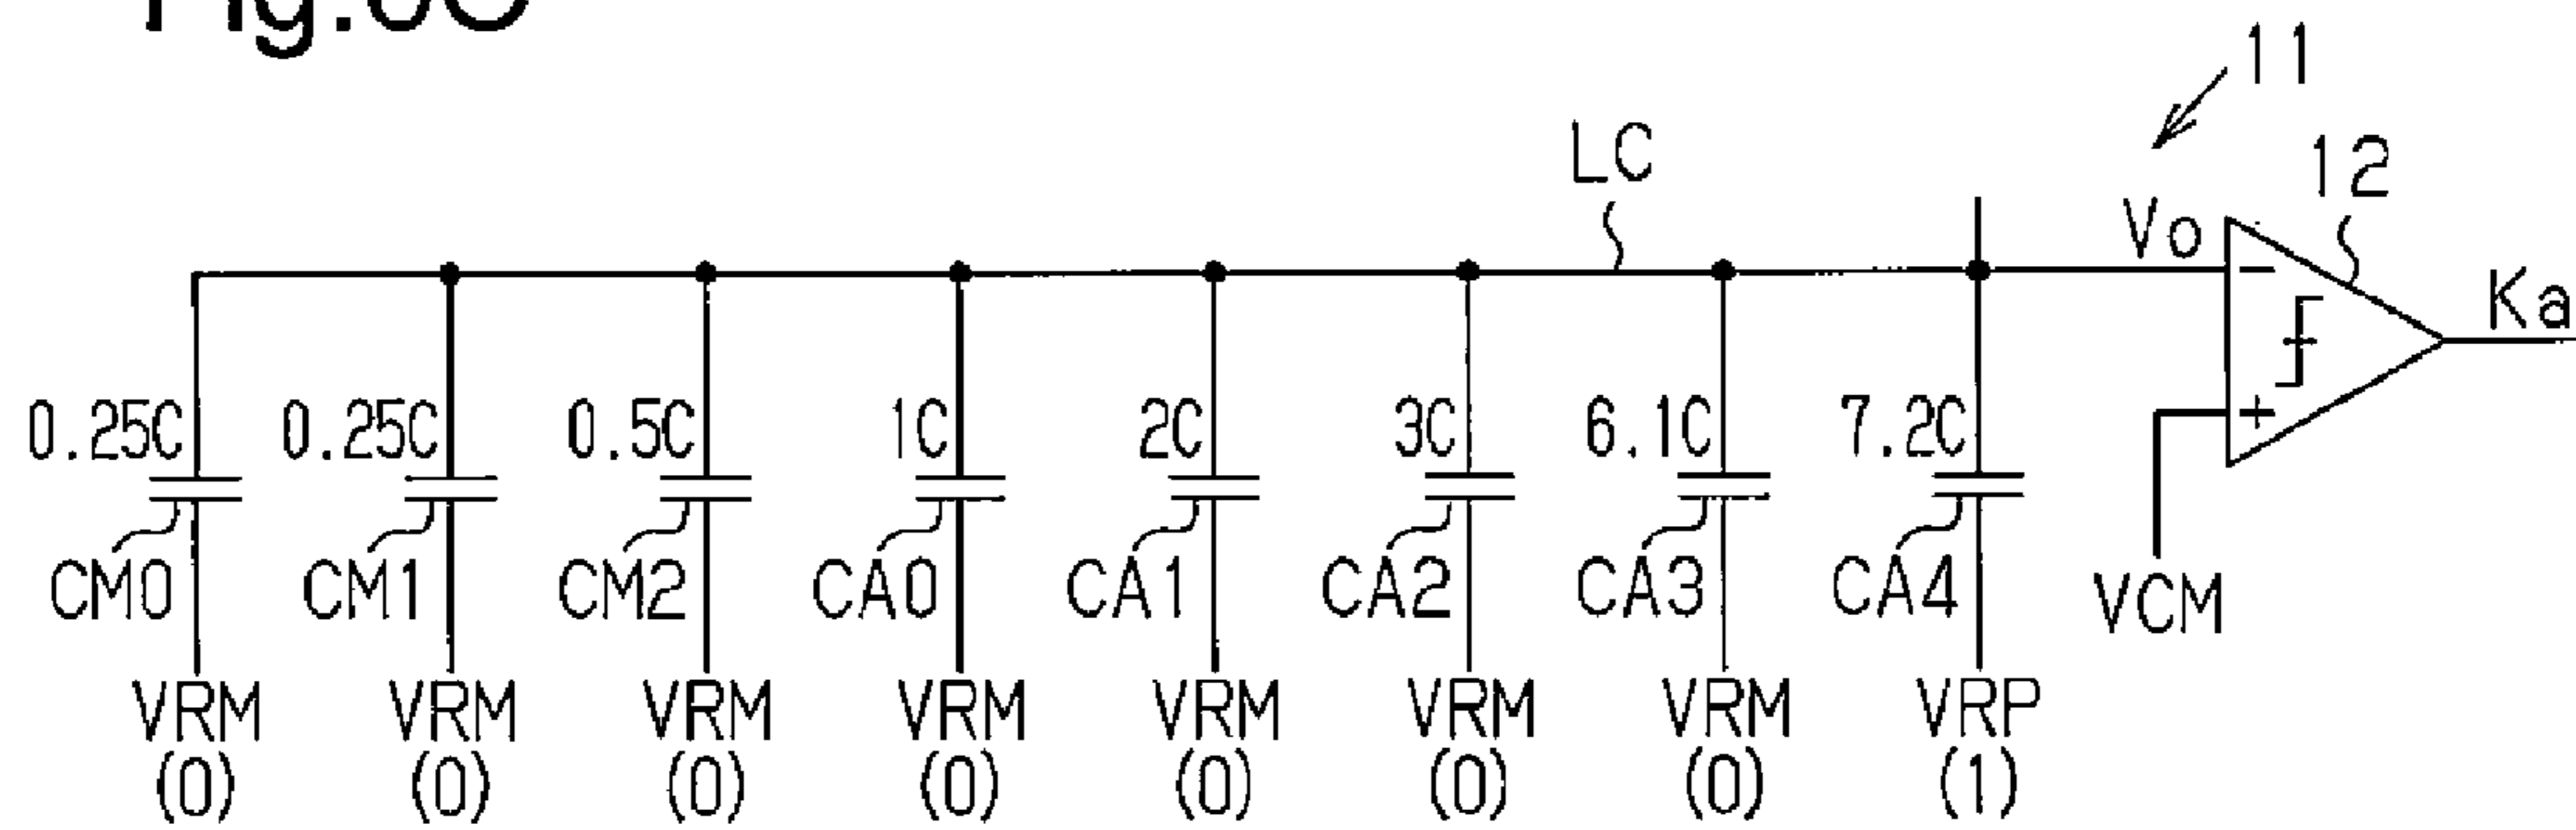 11
LC
12
Vo
−
Ka
0.25C 0.25C 0.5C 1C 2C 3C 6.1C 7.2C
+
CM0 CM1 CM2 CA0 CA1 CA2 CA3 CA4
VCM
VRM VRM VRM VRM VRM VRM VRM VRP
(0) (0) (0) (0) (0) (0) (0) (1)